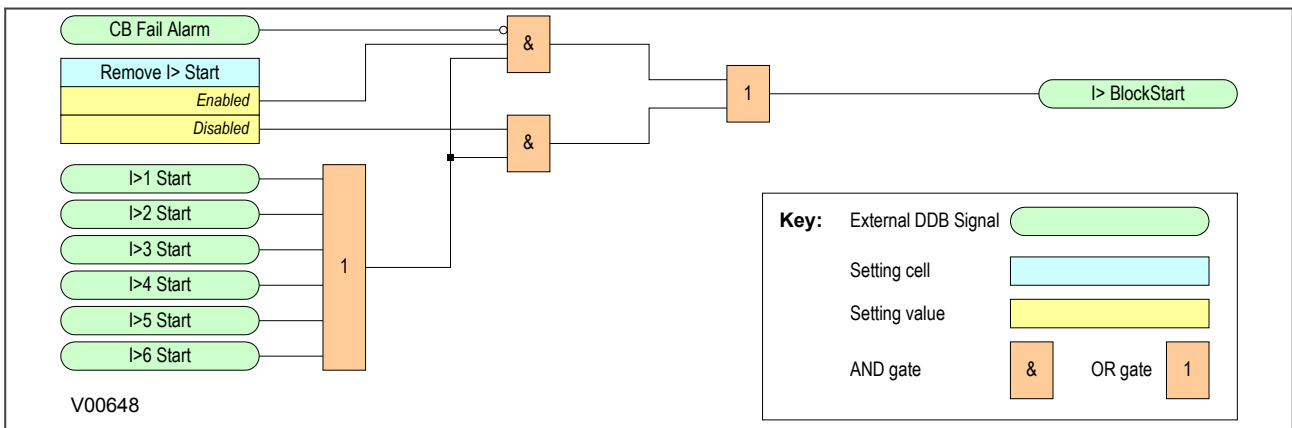 CB Fail Alarm
&
Remove I> Start
Enabled
1
I> BlockStart
Disabled
&
I>1 Start
I>2 Start
Key: External DDB Signal
I>3 Start
1
Setting cell
I>4 Start
Setting value
I>5 Start
I>6 Start
AND gate & OR gate 1
V00648